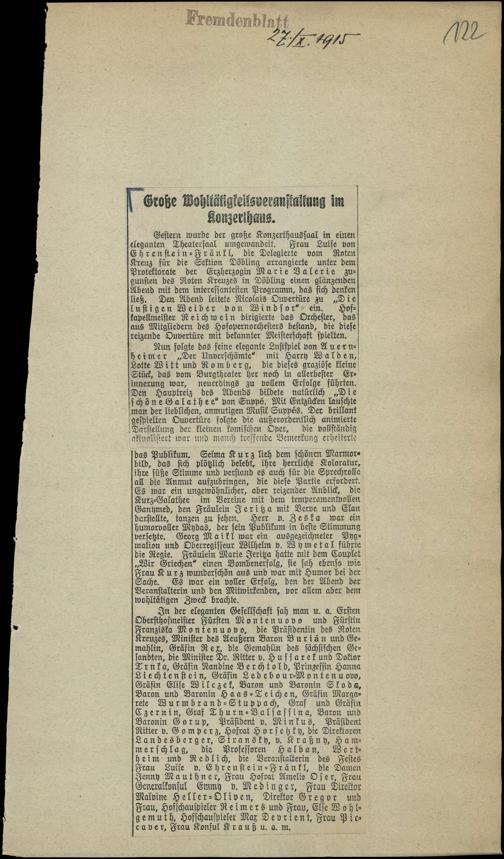 Fremdenblatt
27./X. 1915
122
Große Wohltätigkeitsveranstaltung im
Konzerthaus.
Gestern wurde der große Konzerthaussaal in einen
eleganten Theatersaal umgewandelt. Frau Luise von
Ehrenstein-Fränkl, die Delegierte vom Roten
Kreuz für die Sektion Döbling arrangierte unter dem
Protektorate der Erzherzogin Marie Valerie zu-
gunsten des Roten Kreuzes in Döbling einen glänzenden
Abend mit dem interessantesten Programm, das sich denken
ließ. Den Abend leitete Nicolais Ouvertüre zu „Die
lustigen Weiber von Windsor" ein. Hof-
kapellmeister Reichwein dirigierte das Orchester, das
aus Mitgliedern des Hofopernorchesters bestand, die diese
reizende Ouvertüre mit bekannter Meisterschaft spielten.
Nun folgte das feine elegante Lustspiel von Auern-
heimer „Der Unverschämte" mit Harry Walden,
Lotte Witt und Romberg, die dieses graziöse kleine
Stück, das vom Burgtheater her noch in allerbester Er-
innerung war, neuerdings zu vollem Erfolge führten.
Den Hauptreiz des Abends bildete natürlich „Die
schöne Galathee" von Suppé. Mit Entzücken lauschte
man der lieblichen, anmutigen Musik Suppés. Der brillant
gespielten Ouvertüre folgte die außerordentlich animierte
Darstellung der kleinen komischen Oper, die vollständig
aktualisiert war und manch treffende Bemerkung erheiterte
das Publikum. Selma Kurz lieh dem schönen Marmor-
bild, das sich plötzlich belebt, ihre herrliche Koloratur,
ihre süße Stimme und verstand es auch für die Sprechrolle
all die Anmut aufzubringen, die diese Partie erfordert.
Es war ein ungewöhnlicher, aber reizender Anblick, die
Kurz-Galathee im Vereine mit dem temperamentvollen
Ganymed, den Fräulein Jeritza mit Verve und Elan
darstellte, tanzen zu sehen. Herr v. Zeska war ein
humorvoller Mydas, der sein Publikum in beste Stimmung
versetzte. Georg Maikl war ein ausgezeichneter Pyg-
malion und Oberregisseur Wilhelm v. Wymetal führte
die Regie. Fräulein Marie Jeritza hatte mit dem Couplet
„Wir Griechen" einen Bombenerfolg, sie sah ebenso wie
Frau Kurz wunderschön aus und war mit Humor bei der
Sache. Es war ein voller Erfolg, den der Abend der
Veranstalterin und den Mitwirkenden, vor allem aber dem
wohltätigen Zweck brachte.
In der eleganten Gesellschaft sah man u. a. Ersten
Obersthofmeister Fürsten Montenuovo und Fürstin
Franziska Montenuovo, die Präsidentin des Roten
Kreuzes, Minister des Aeußern Baron Burián und Ge-
mahlin, Gräfin Rex, die Gemahlin des sächsischen Ge-
sandten, die Minister Dr. Ritter v. Hussarek und Doktor
Trnka, Gräfin Nandine Berchtold, Prinzessin Hanna
Liechtenstein, Gräfin Ledebour-Montenuovo,
Gräfin Elise Wilczek, Baron und Baronin Skoda,
Baron und Baronin Haas-Teichen, Gräfin Marga-
rete Wurmbrand-Stuppach, Graf und Gräfin
Czernin, Graf Thurn-Valsassina, Baron und
Baronin Gorup, Präsident v. Minkus, Präsident
Ritter v. Gomperz, Hofrat Horsetzky, die Direktoren
Landesberger, Stransky, v. Kraßny, Ham-
merschlag, die Professoren Halban, Wert-
heim und Redlich, die Veranstalterin des Festes
Frau Luise v. Ehrenstein-Fränkl, die Damen
Jenny Mauthner, Frau Hofrat Amelie Oser, Frau
Generalkonsul Emmy v. Medinger, Frau Direktor
Malvine Heller-Oliven, Direktor Gregor und
Frau, Hofschauspieler Reimers und Frau, Else Wohl-
gemuth, Hofschauspieler Max Devrient, Frau Pic-
caver, Frau Konsul Krauß u. a. m.